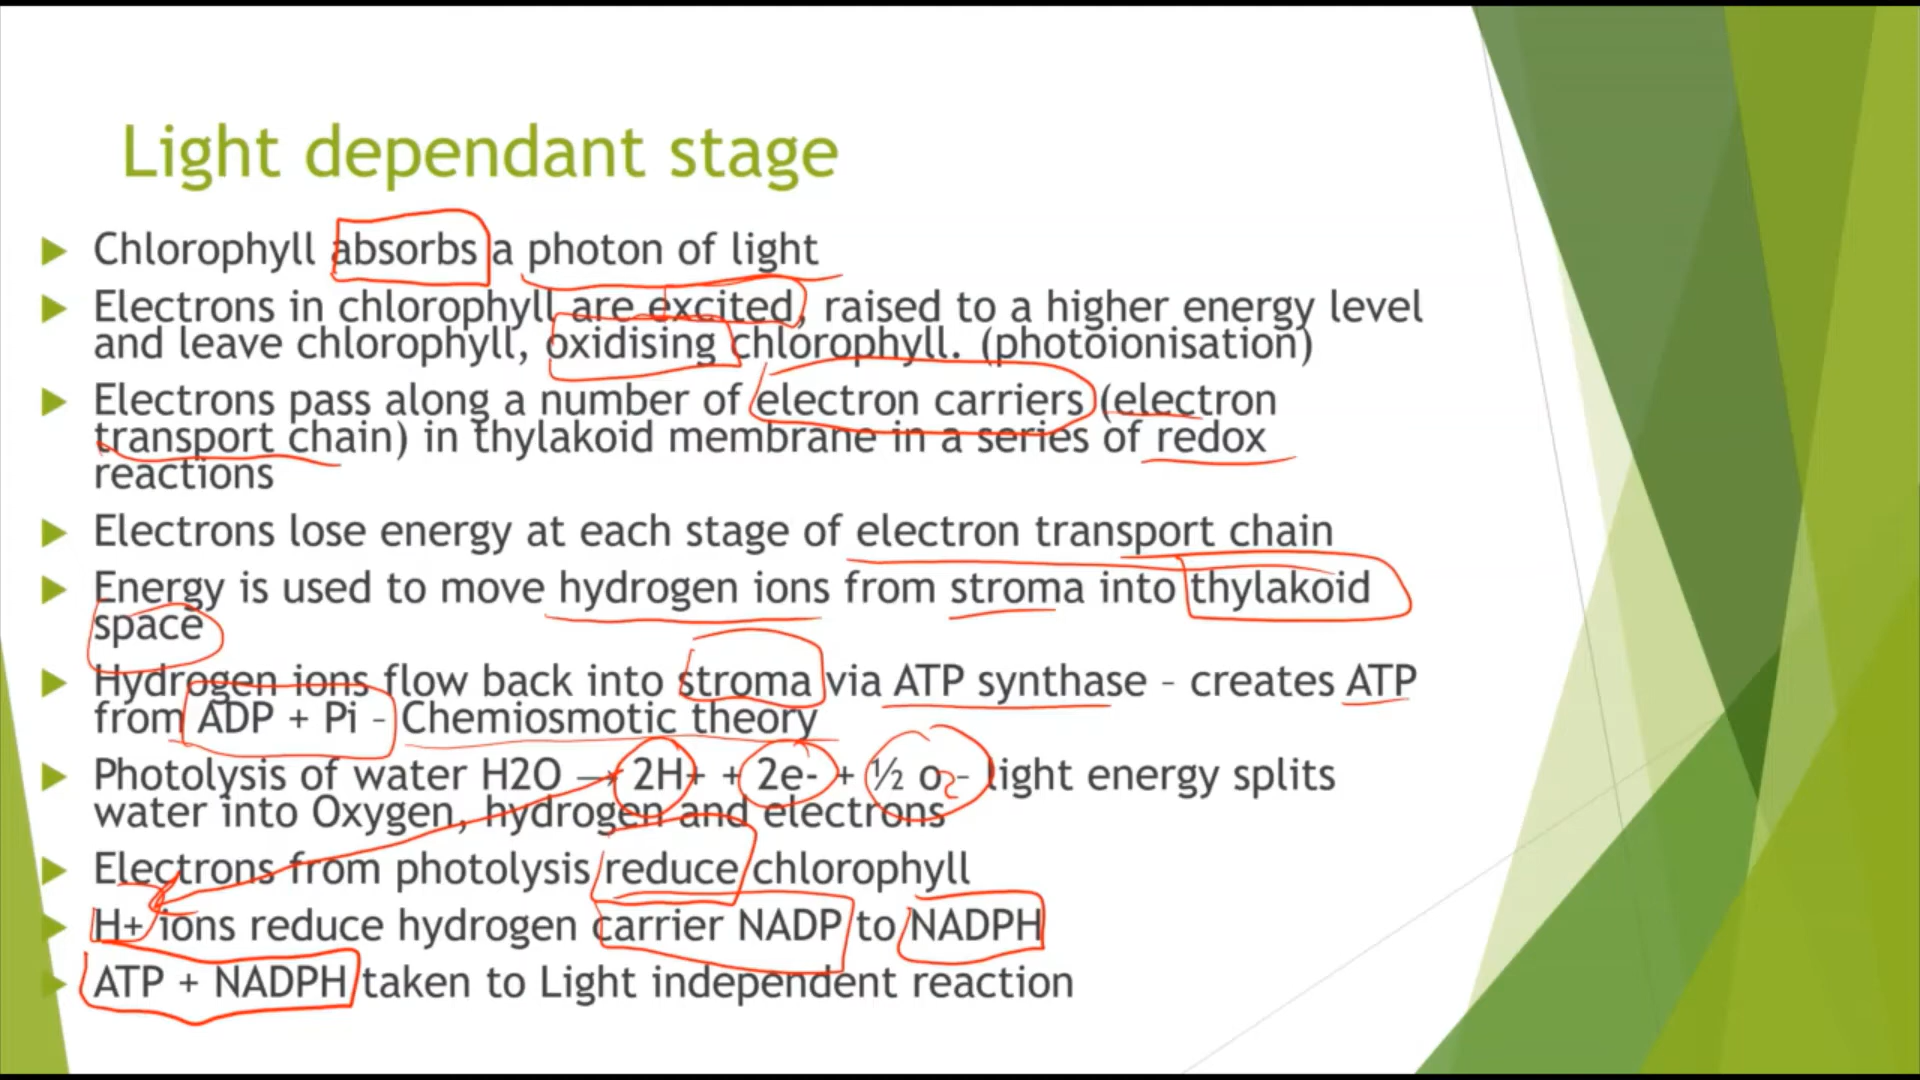 Light dependant stage
Chlorophyll absorbs a photon of light
Electrons in chlorophyll are excited, raised to a higher energy level
and leave chlorophyll, oxidising chlorophyll. (photoionisation)
Electrons pass along a number of electron carriers (electron
transport chain) in thylakoid membrane in a series of redox
reactions
Electrons lose energy at each stage of electron transport chain
Energy is used to move hydrogen ions from stroma into thylakoid
space
Hydrogen ions flow back into stroma via ATP synthase – creates ATP
from ADP + Pi – Chemiosmotic theory
Photolysis of water H2O → 2H+ + 2e- + ½ o2- light energy splits
water into Oxygen, hydrogen and electrons
Electrons from photolysis reduce chlorophyll
H+ ions reduce hydrogen carrier NADP to NADPH
ATP + NADPH taken to Light independent reaction